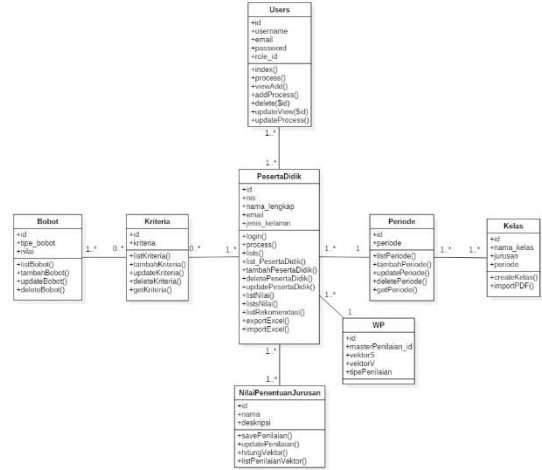 Users
+id
+username
+email
+password
+role_id
+index()
+process()
+viewAdd()
+addProcess()
+delete($id)
+updateView($id)
+updateProcess()
1..*
1..*
PesertaDidik
+id
+nis
+nama_lengkap
+email
+jenis_kelamin
+login()
+process()
+lists()
+list_PesertaDidik()
+tambahPesertaDidik()
+deletePesertaDidik()
+updatePesertaDidik()
+listNilai()
+listsNilai()
+listRekomendasi()
+exportExcel()
+importExcel()
Bobot
+id
+tipe_bobot
+nilai
+listBobot()
+tambahBobot()
+updateBobot()
+deleteBobot()
1..*
0..*
Kriteria
+id
+kriteria
+listKriteria()
+tambahKriteria()
+updateKriteria()
+deleteKriteria()
+getKriteria()
0..*
1..*
1..*
1
Periode
+id
+periode
+listPeriode()
+tambahPeriode()
+updatePeriode()
+deletePeriode()
+getPeriode()
1..*
1..*
Kelas
+id
+nama_kelas
+jurusan
+periode
+createKelas()
+importPDF()
1..*
1
WP
+id
+masterPenilaian_id
+vektorS
+vektorV
+tipePenilaian
1..*
1..*
NilaiPenentuanJurusan
+id
+nama
+deskripsi
+savePenilaian()
+updatePenilaian()
+hitungVektor()
+listPenilaianVektor()